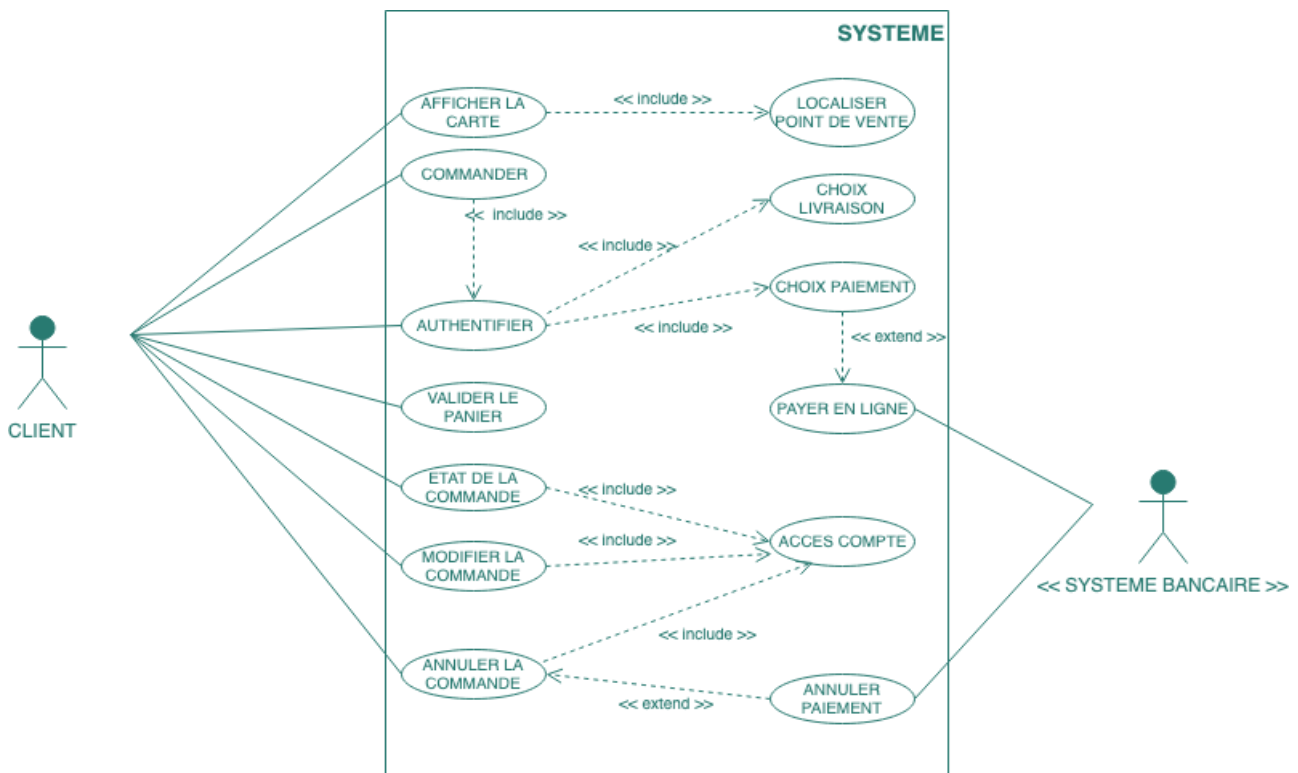 SYSTEME
AFFICHER LA
CARTE
<< include >>
LOCALISER
POINT DE VENTE
COMMANDER
<< include >>
CHOIX
LIVRAISON
<< include >>
CHOIX PAIEMENT
AUTHENTIFIER
<< include >>
<< extend >>
VALIDER LE
PANIER
PAYER EN LIGNE
CLIENT
ETAT DE LA
COMMANDE
<< include >>
MODIFIER LA
COMMANDE
<< include >>
ACCES COMPTE
<< SYSTEME BANCAIRE >>
<< include >>
ANNULER LA
COMMANDE
<< extend >>
ANNULER
PAIEMENT